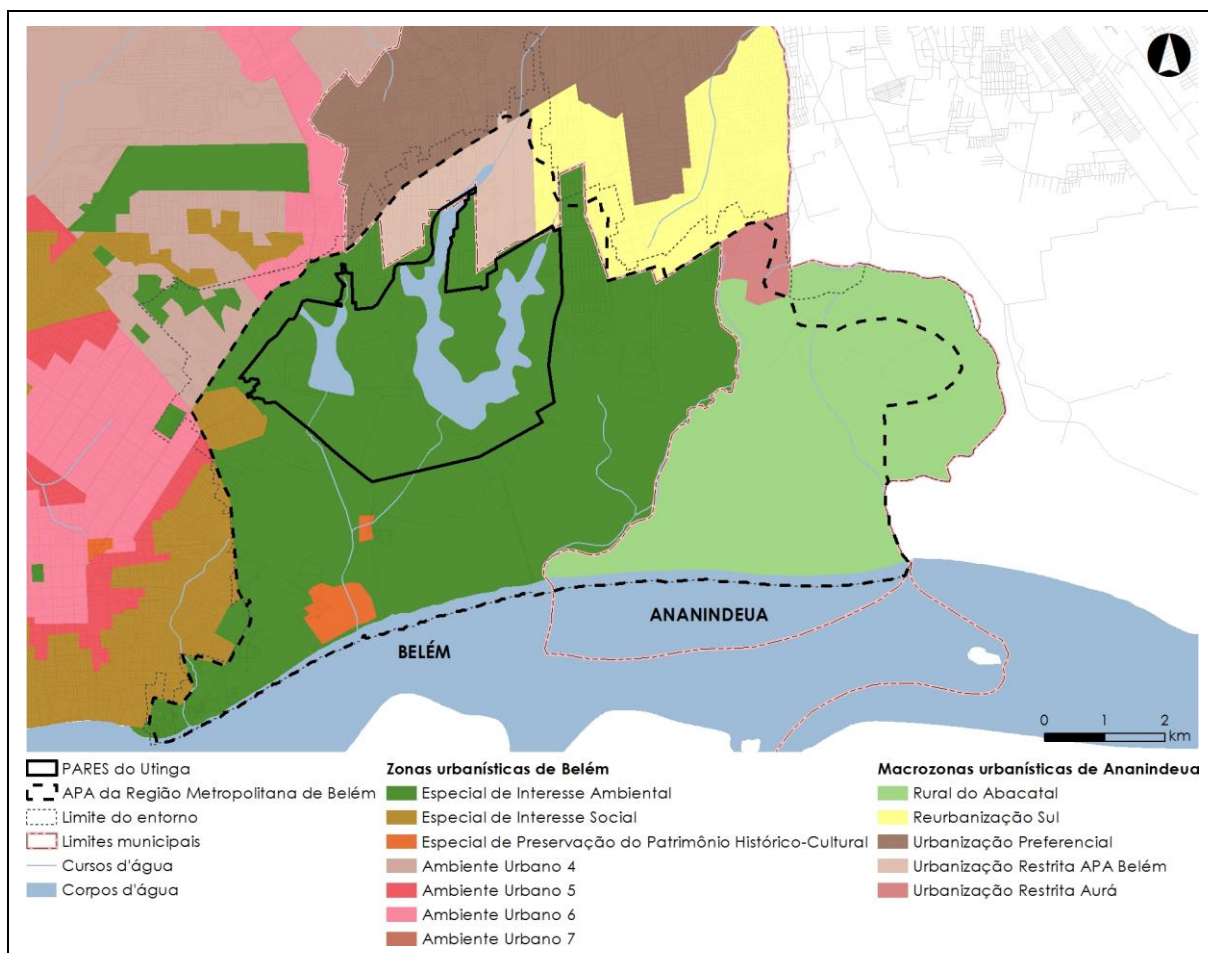 ANANINDEUA
BELÉM
0 1 2
km
PARES do Utinga
APA da Região Metropolitana de Belém
Limite do entorno
Limites municipais
Cursos d'água
Corpos d'água
Zonas urbanísticas de Belém
Especial de Interesse Ambiental
Especial de Interesse Social
Especial de Preservação do Patrimônio Histórico-Cultural
Ambiente Urbano 4
Ambiente Urbano 5
Ambiente Urbano 6
Ambiente Urbano 7
Macrozonas urbanísticas de Ananindeua
Rural do Abacatal
Reurbanização Sul
Urbanização Preferencial
Urbanização Restrita APA Belém
Urbanização Restrita Aurá